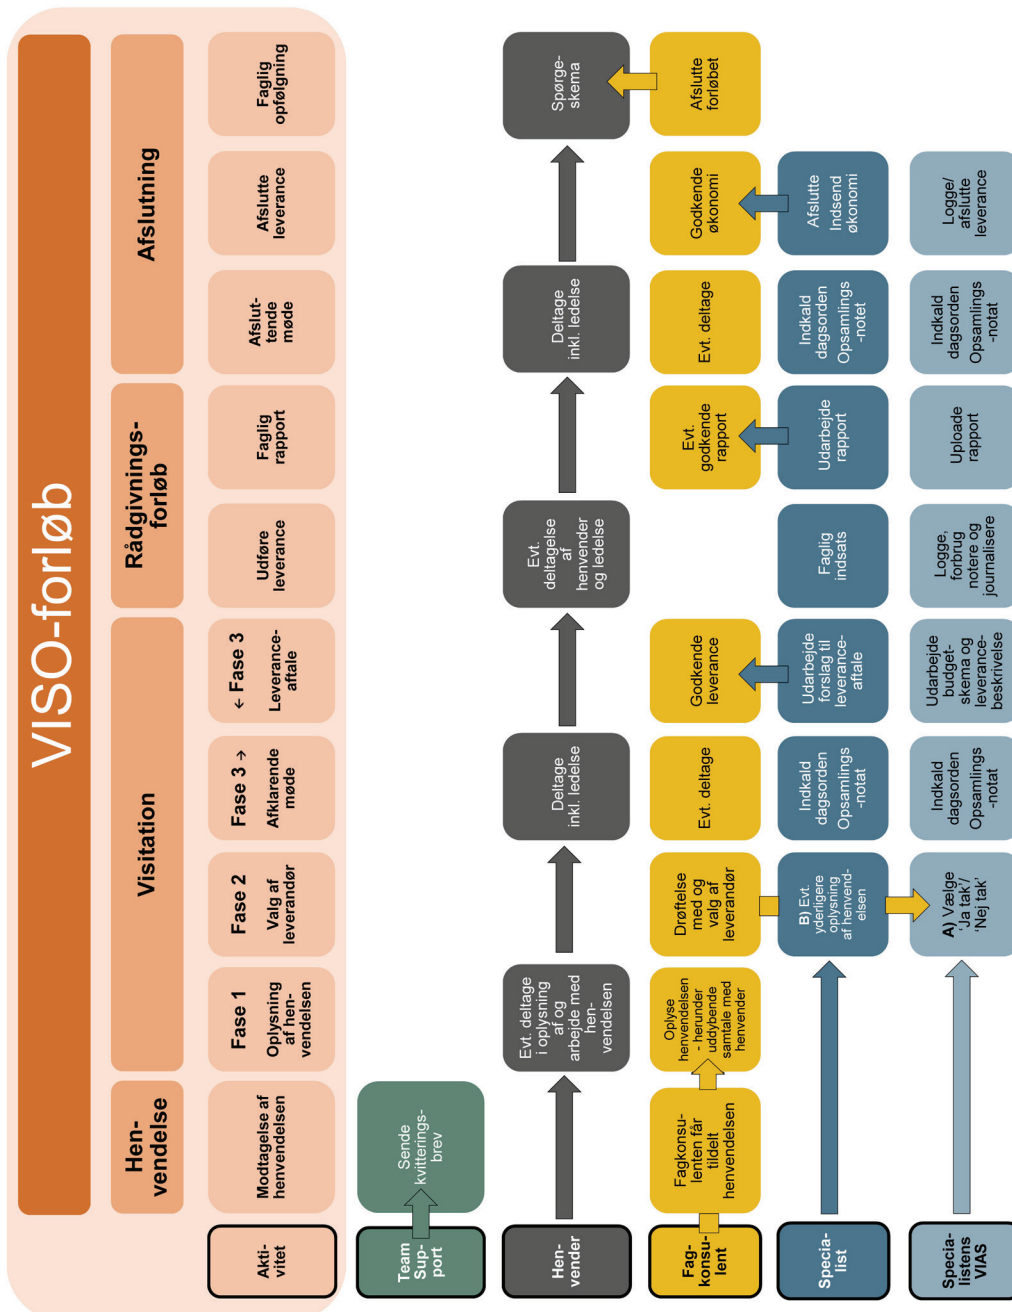 VISO-forløb
Hen-
vendelse
Visitation
Rådgivnings-
forløb
Afslutning
Akti-
vitet
Modtagelse af
henvendelsen
Fase 1
Oplysning
af hen-
vendelsen
Fase 2
Valg af
leverandør
Fase 3 →
Afklarende
møde
← Fase 3
Leverance-
aftale
Udføre
leverance
Faglig
rapport
Afslut-
tende
møde
Afslutte
leverance
Faglig
opfølgning
Team
Sup-
port
Sende
kvitterings-
brev
Hen-
vender
Evt. deltage
i oplysning
af og
arbejde med
hen-
vendelsen
Deltage
inkl. ledelse
Evt.
deltagelse
af
henvender
og ledelse
Deltage
inkl. ledelse
Spørge-
skema
Fag-
konsu-
lent
Fagkonsu-
lenten får
tildelt
henvendelsen
Oplyse
henvendelsen
- herunder
uddybende
samtale med
henvender
Drøftelse
med og
valg af
leverandør
Evt. deltage
Godkende
leverance
Evt.
godkende
rapport
Evt. deltage
Godkende
økonomi
Afslutte
forløbet
Specia-
list
B) Evt.
yderligere
oplysning
af henvend-
elsen
Indkald
dagsorden
Opsamlings
-notat
Udarbejde
forslag til
leverance-
aftale
Faglig
indsats
Udarbejde
rapport
Indkald
dagsorden
Opsamlings
-notet
Afslutte
Indsend
økonomi
Specia-
listens
VIAS
A) Vælge
‘Ja tak’/
‘Nej tak’
Indkald
dagsorden
Opsamlings
-notat
Udarbejde
budget-
skema og
leverance-
beskrivelse
Logge,
forbrug
notere og
journalisere
Uploade
rapport
Indkald
dagsorden
Opsamlings
-notat
Logge/
afslutte
leverance